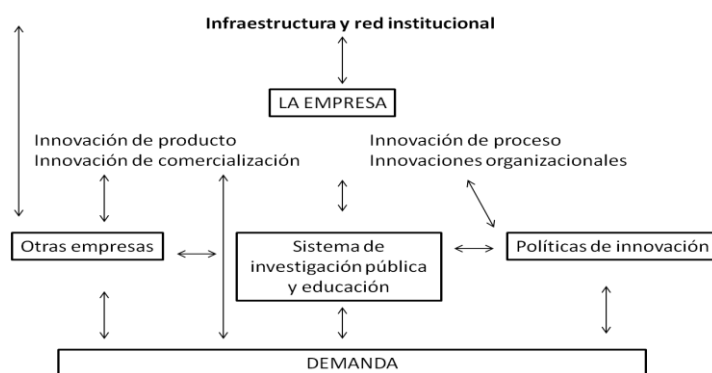 Infraestructura y red institucional
LA EMPRESA
Innovación de producto
Innovación de comercialización
Innovación de proceso
Innovaciones organizacionales
Otras empresas
Sistema de
investigación pública
y educación
Políticas de innovación
DEMANDA